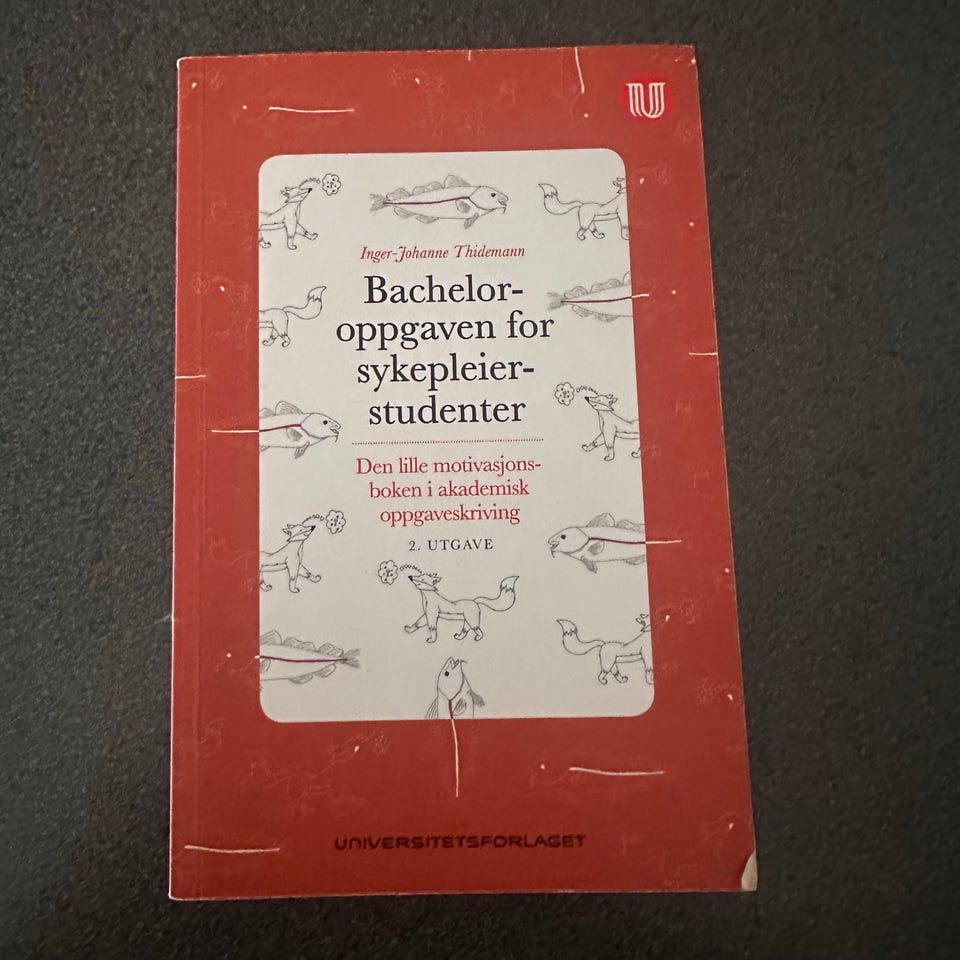 U
Inger-Johanne Thidemann
Bachelor-
oppgaven for
sykepleier-
studenter
Den lille motivasjons-
boken i akademisk
oppgaveskriving
2. UTGAVE
UNIVERSITETSFORLAGET